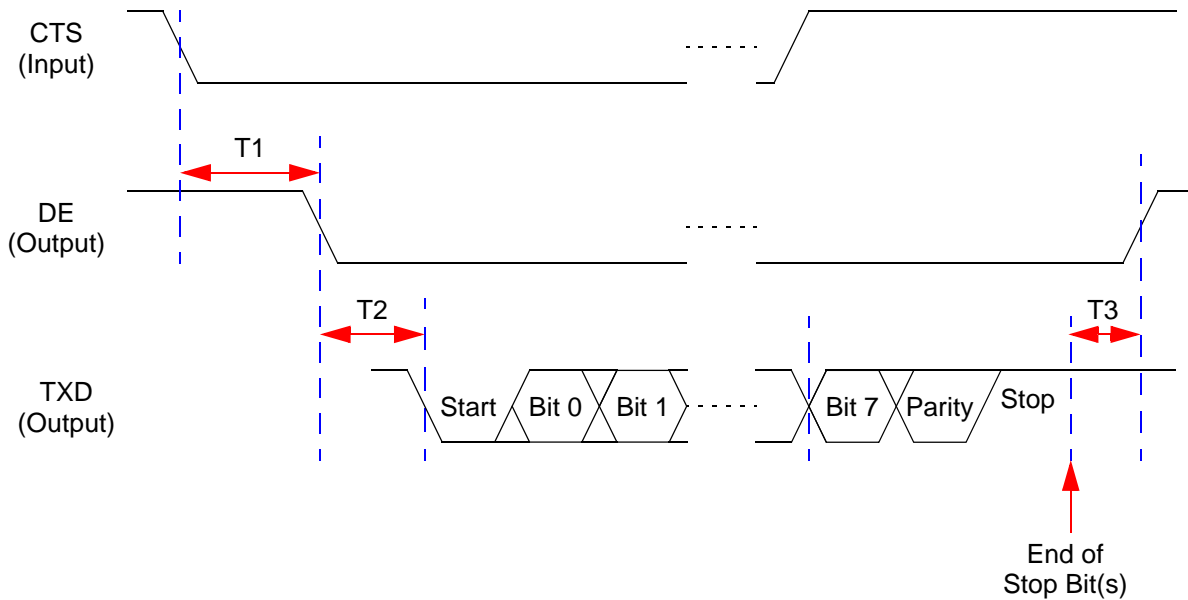 CTS
(Input)
T1
DE
(Output)
T2
T3
TXD
(Output)
Start
Bit 0
Bit 1
Bit 7
Parity
Stop
End of
Stop Bit(s)